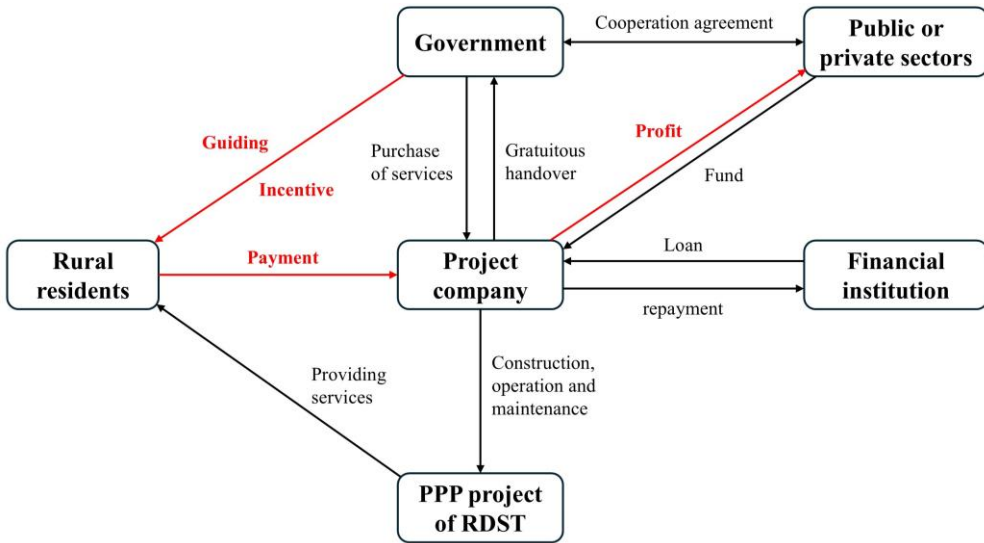 Government
Cooperation agreement
Public or
private sectors
Guiding
Incentive
Purchase
of services
Gratuitous
handover
Profit
Fund
Rural
residents
Payment
Project
company
Loan
repayment
Financial
institution
Providing
services
Construction,
operation and
maintenance
PPP project
of RDST